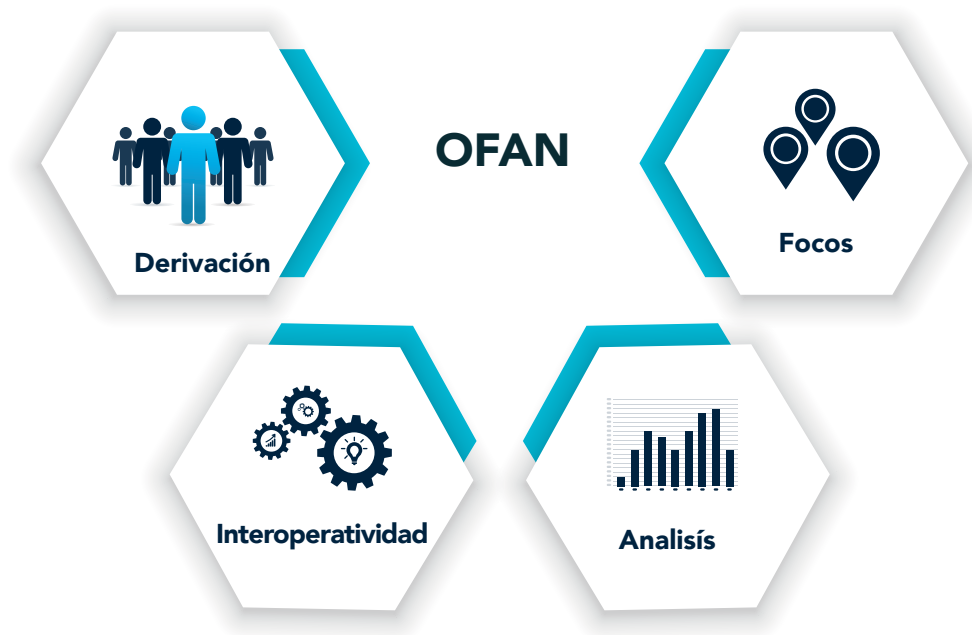 OFAN
Derivación
Focos
Interoperatividad
Analisís